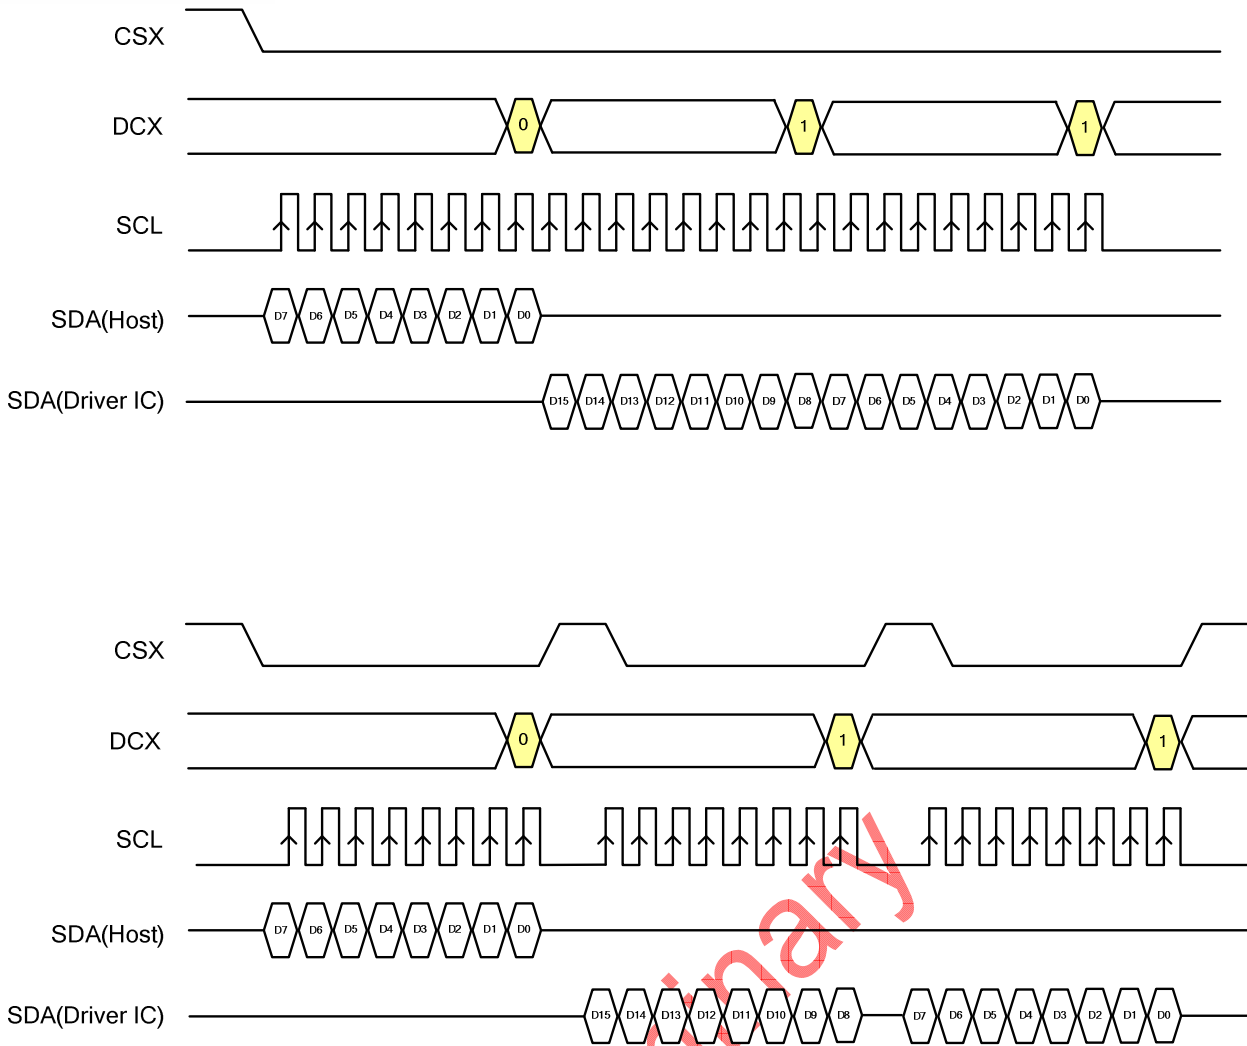 CSX
DCX 0 1 1
SCL
SDA(Host) D7 D6 D5 D4 D3 D2 D1 D0
SDA(Driver IC) D15 D14 D13 D12 D11 D10 D9 D8 D7 D6 D5 D4 D3 D2 D1 D0
CSX
DCX 0 1 1
SCL
SDA(Host) D7 D6 D5 D4 D3 D2 D1 D0
SDA(Driver IC) D15 D14 D13 D12 D11 D10 D9 D8 D7 D6 D5 D4 D3 D2 D1 D0
inary